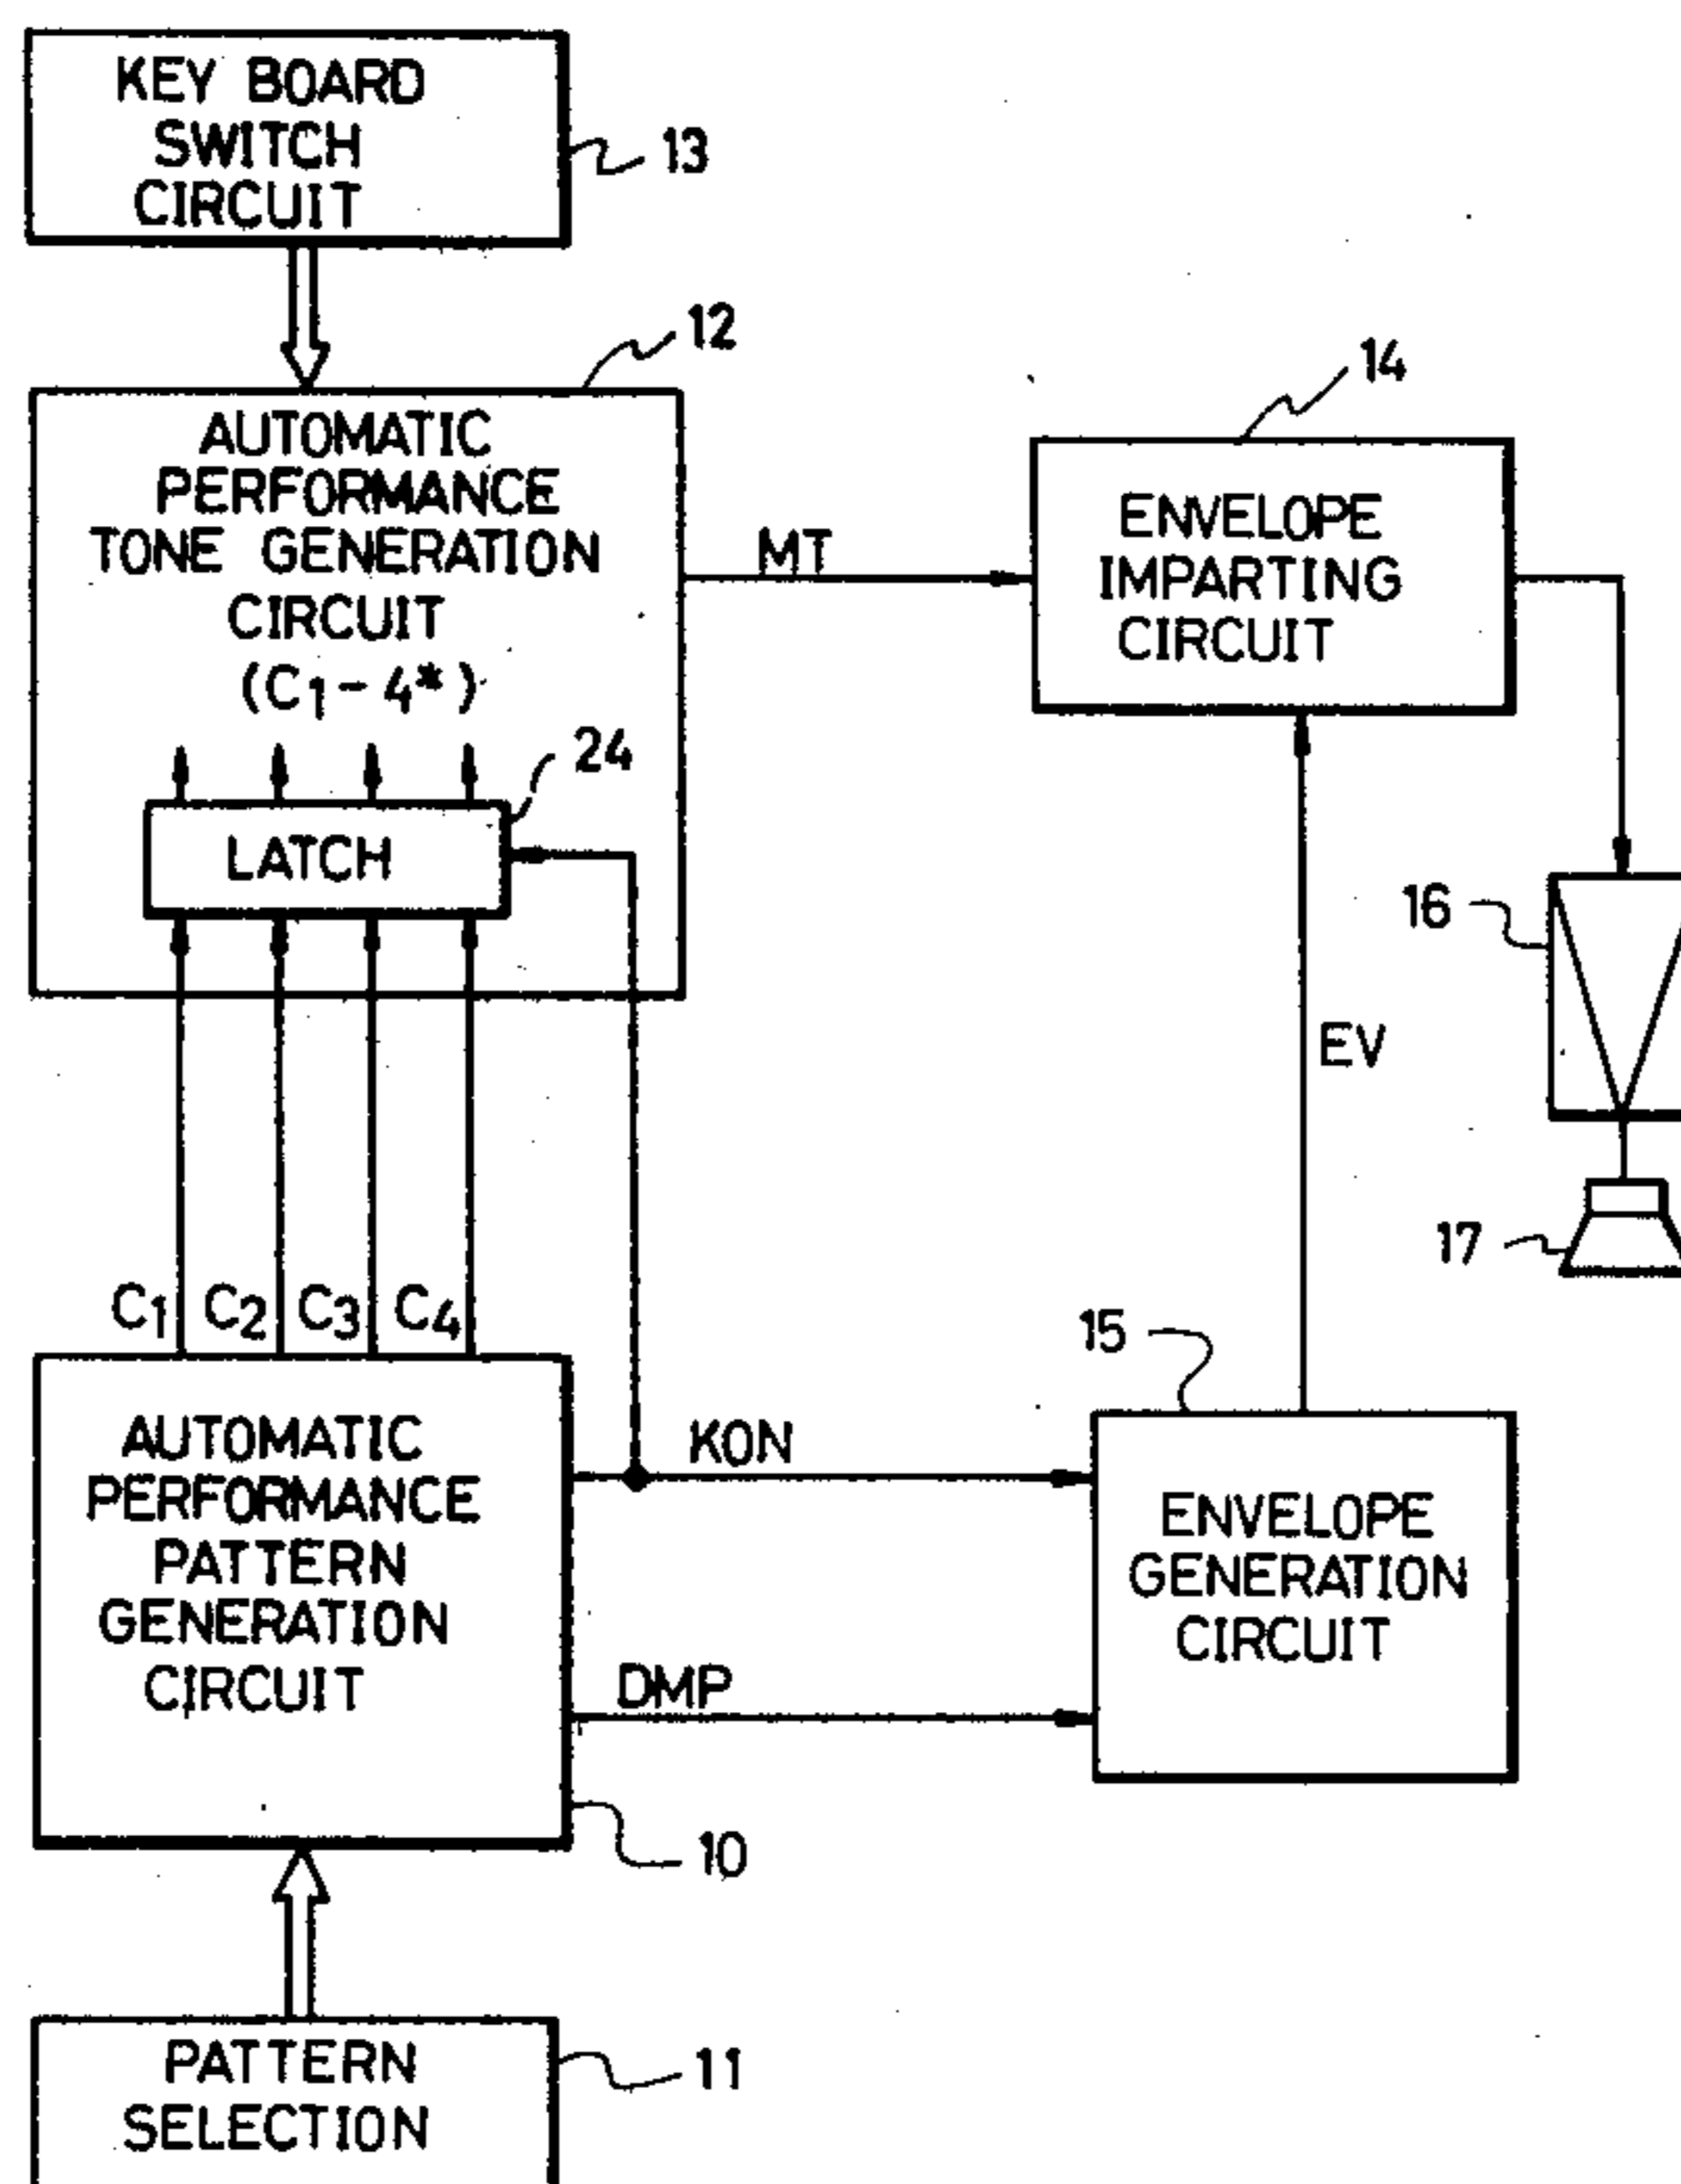 KEY BOARD
SWITCH
CIRCUIT
13
12
AUTOMATIC
PERFORMANCE
TONE GENERATION
CIRCUIT
(C1-4*)
24
LATCH
MT
14
ENVELOPE
IMPARTING
CIRCUIT
16
EV
17
C1 C2 C3 C4
15
AUTOMATIC
PERFORMANCE
PATTERN
GENERATION
CIRCUIT
KON
DMP
ENVELOPE
GENERATION
CIRCUIT
10
PATTERN
SELECTION
11